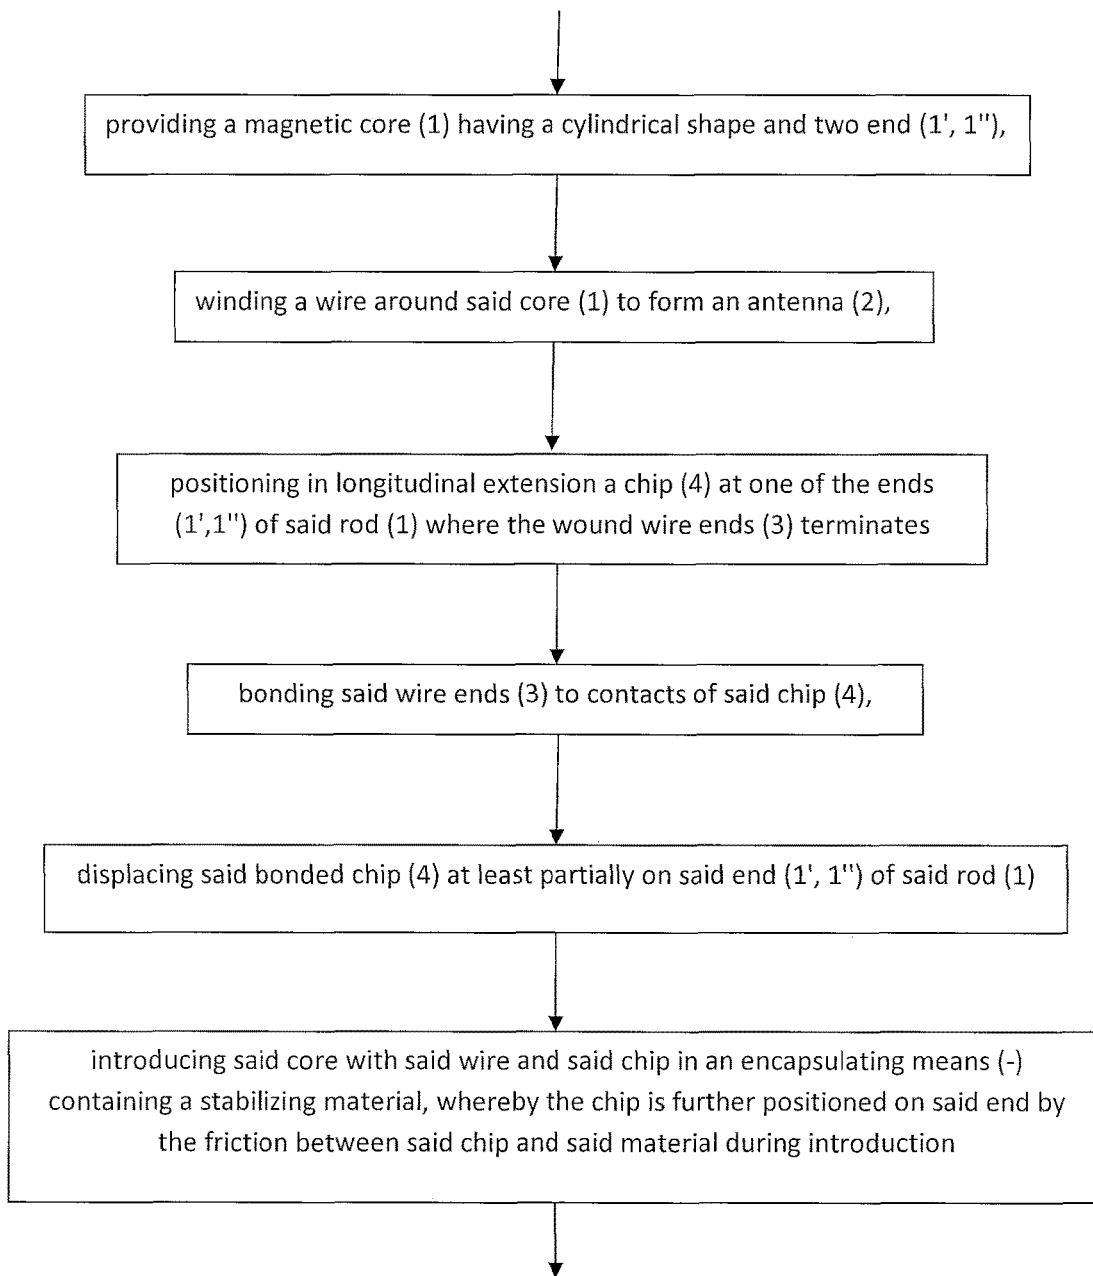 providing a magnetic core (1) having a cylindrical shape and two end (1', 1"),
winding a wire around said core (1) to form an antenna (2),
positioning in longitudinal extension a chip (4) at one of the ends
(1',1") of said rod (1) where the wound wire ends (3) terminates
bonding said wire ends (3) to contacts of said chip (4),
displacing said bonded chip (4) at least partially on said end (1', 1") of said rod (1)
introducing said core with said wire and said chip in an encapsulating means (-)
containing a stabilizing material, whereby the chip is further positioned on said end by
the friction between said chip and said material during introduction